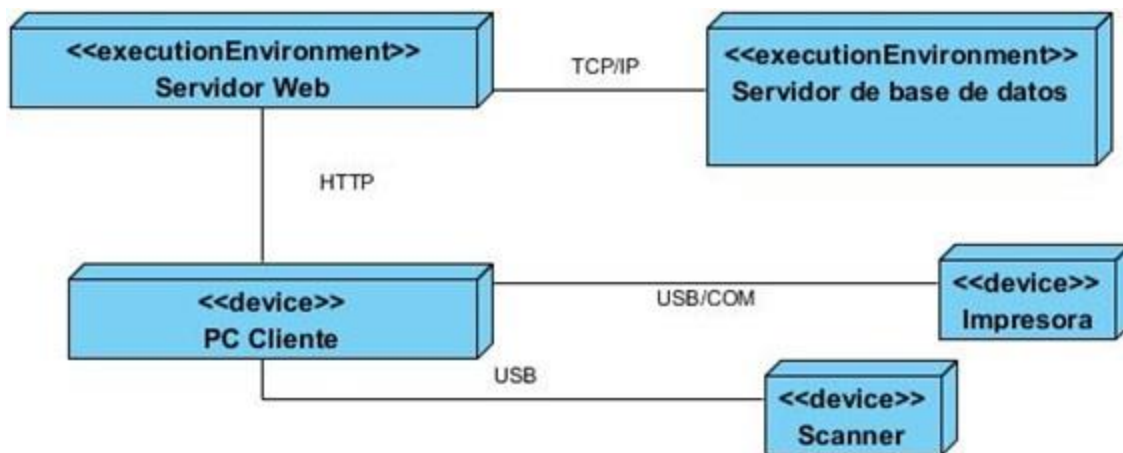 <<executionEnvironment>>
Servidor Web
TCP/IP
<<executionEnvironment>>
Servidor de base de datos
HTTP
<<device>>
PC Cliente
USB/COM
<<device>>
Impresora
USB
<<device>>
Scanner